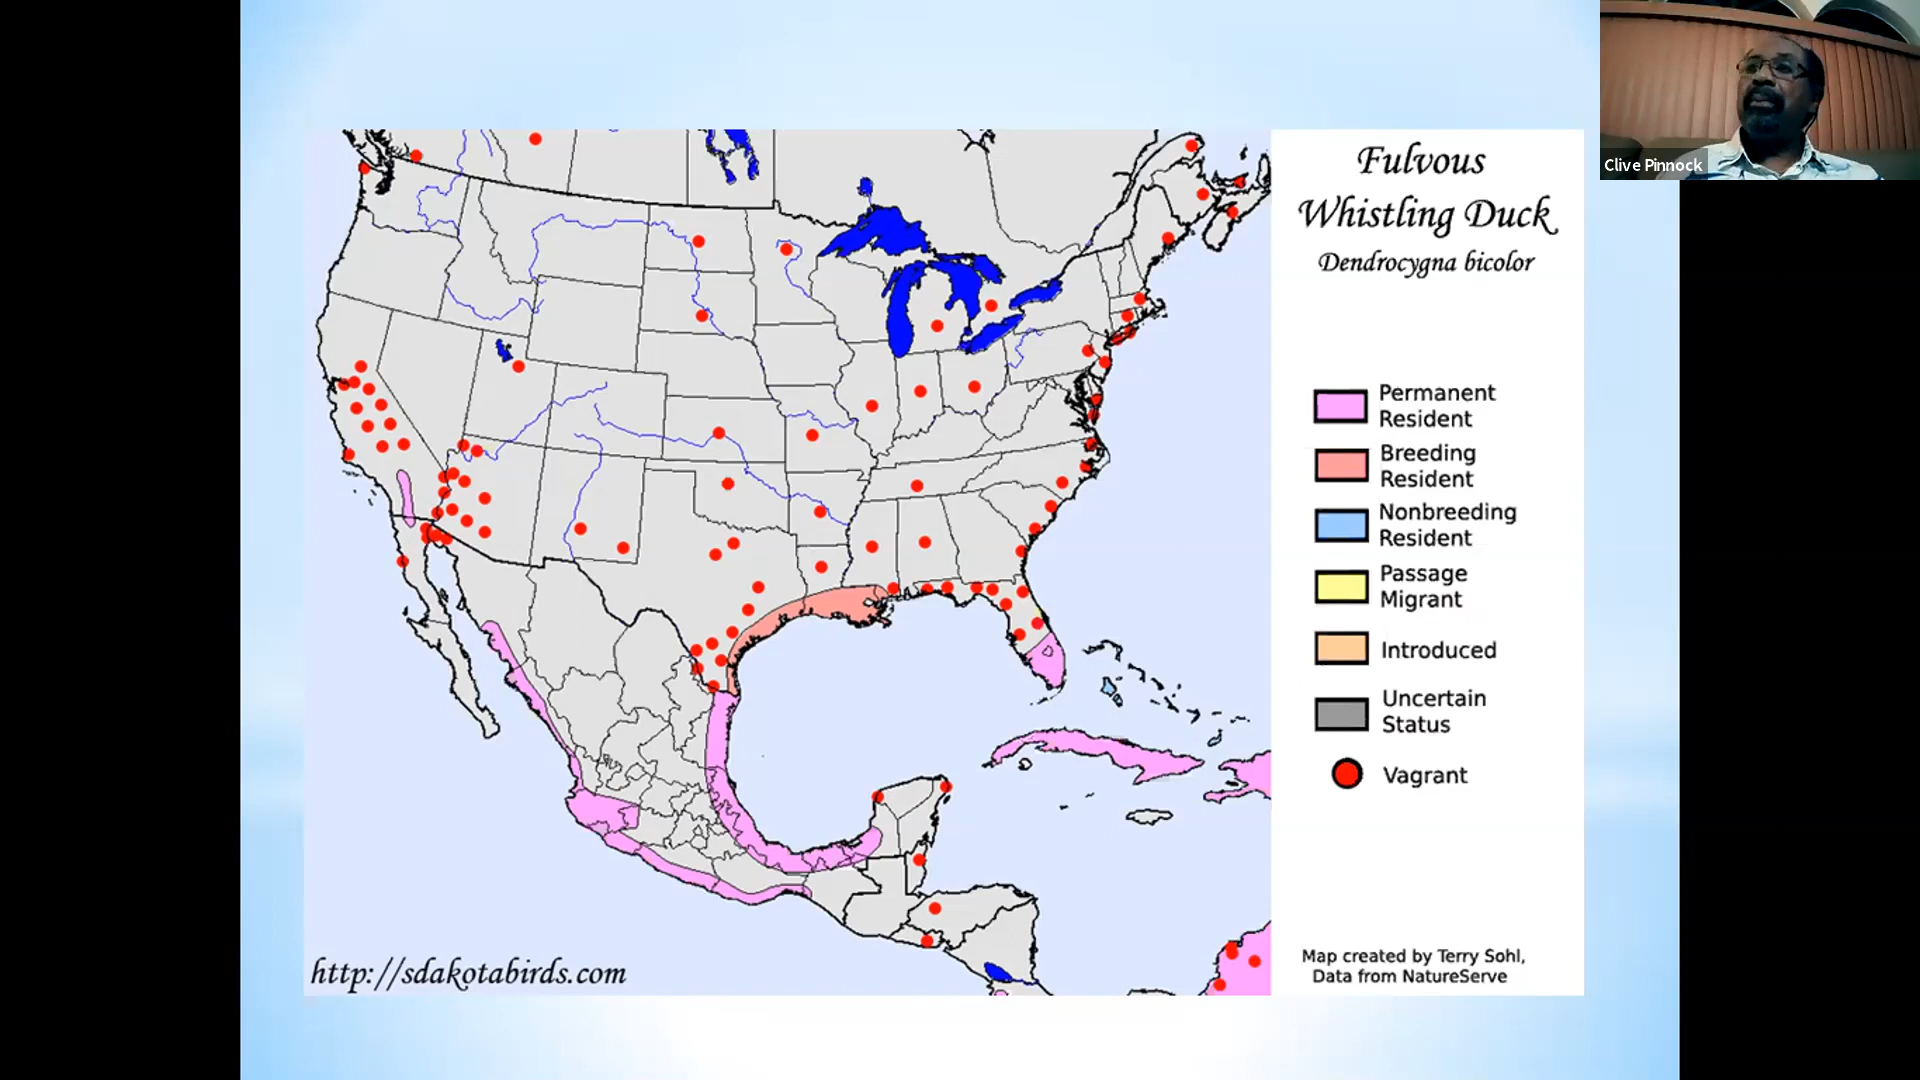 Clive Pinnock
Fulvous
Whistling Duck
Dendrocygna bicolor
Permanent
Resident
Breeding
Resident
Nonbreeding
Resident
Passage
Migrant
Introduced
Uncertain
Status
Vagrant
http://sdakotabirds.com
Map created by Terry Sohl,
Data from NatureServe